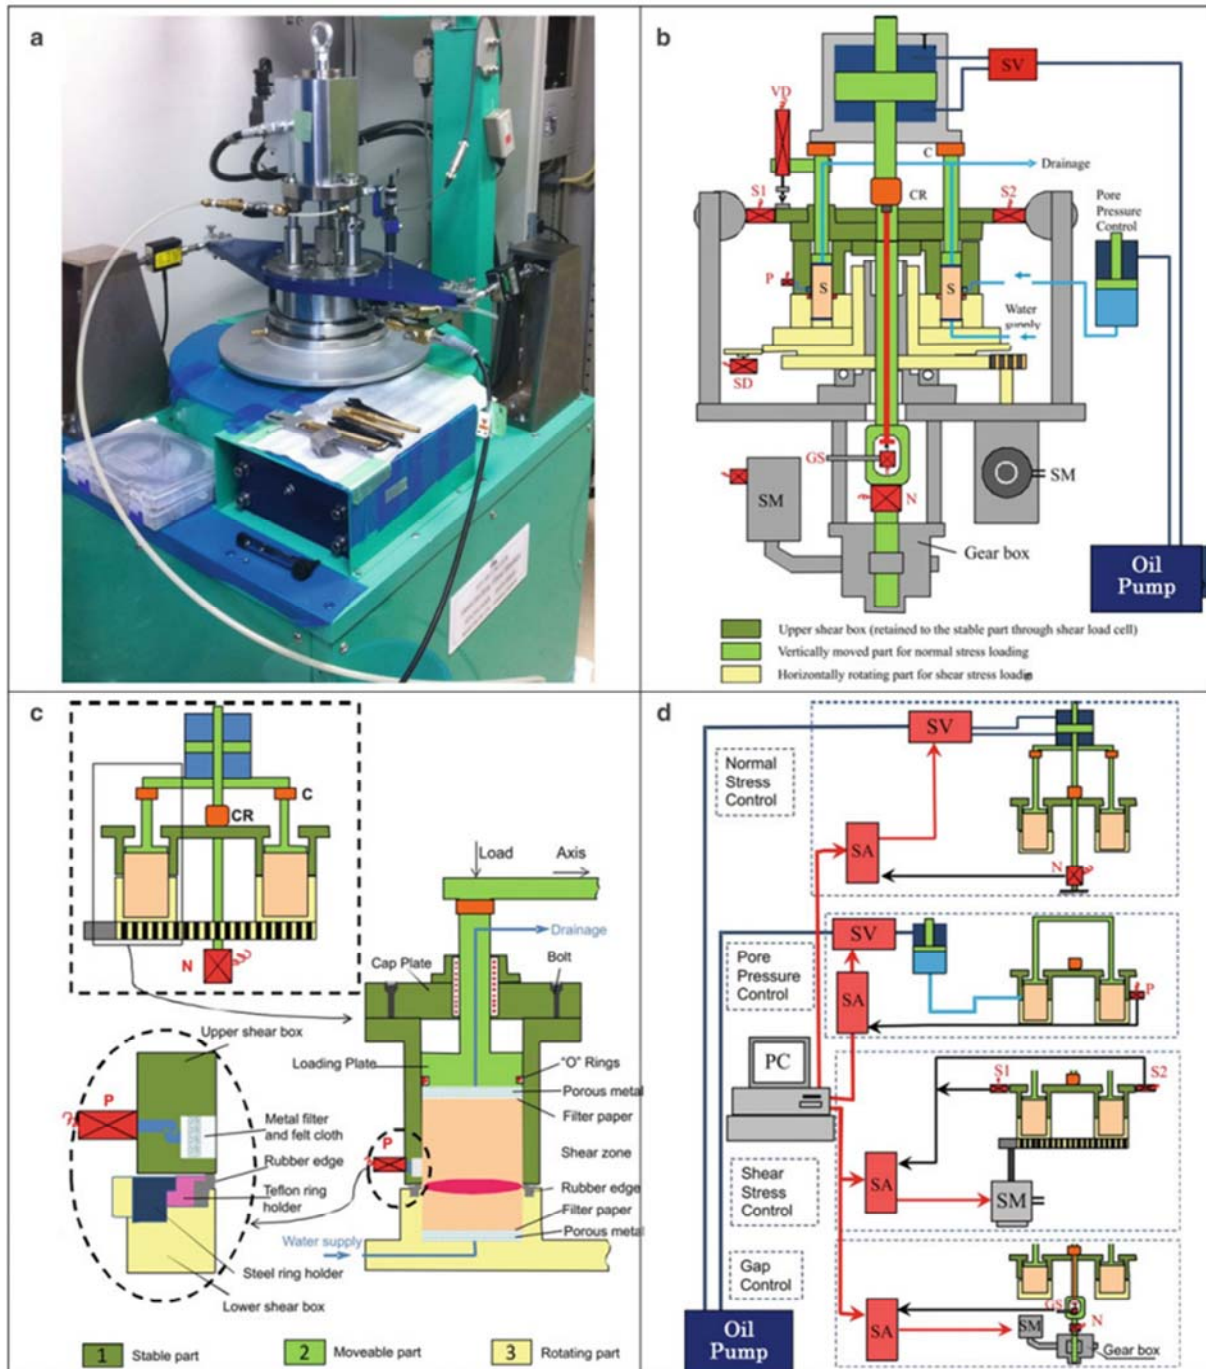 a
b
T
SV
VD
C
Drainage
S1
CR
S2
Pore
Pressure
Control
P
S
S
Water
supply
SD
GS
SM
N
SM
Gear box
Oil
Pump
Upper shear box (retained to the stable part through shear load cell)
Vertically moved part for normal stress loading
Horizontally rotating part for shear stress
c
C
CR
N
Load
Axis
Drainage
Cap Plate
Bolt
Upper shear box
Loading Plate
"O" Rings
Porous metal
P
Metal filter
and felt cloth
Filter paper
P
Shear zone
Rubber edge
Rubber edge
Teflon ring
holder
Filter paper
Water supply
Porous metal
Steel ring holder
Lower shear box
1 Stable part
2 Moveable part
3 Rotating part
d
SV
Normal
Stress
Control
SA
N
SV
Pore
Pressure
Control
SA
P
PC
S1
S2
Shear
Stress
Control
SA
SM
Gap
Control
GS
SA
SM
N
Gear box
Oil
Pump